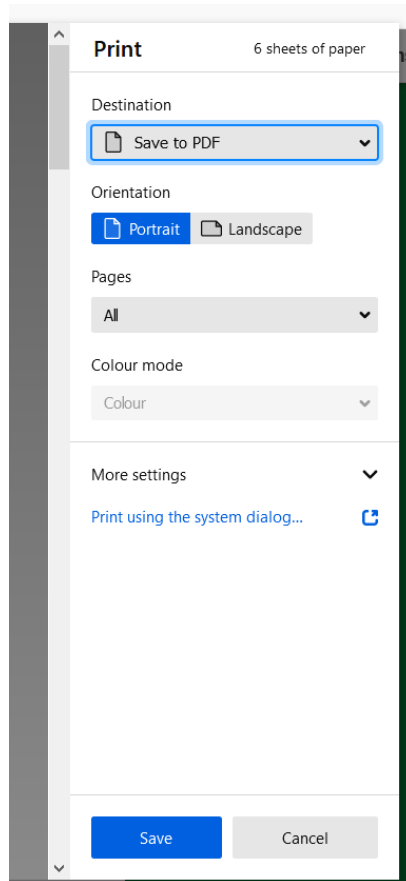 Print 6 sheets of paper
Destination
Save to PDF
Orientation
Portrait Landscape
Pages
All
Colour mode
Colour
More settings
Print using the system dialog...
Save Cancel